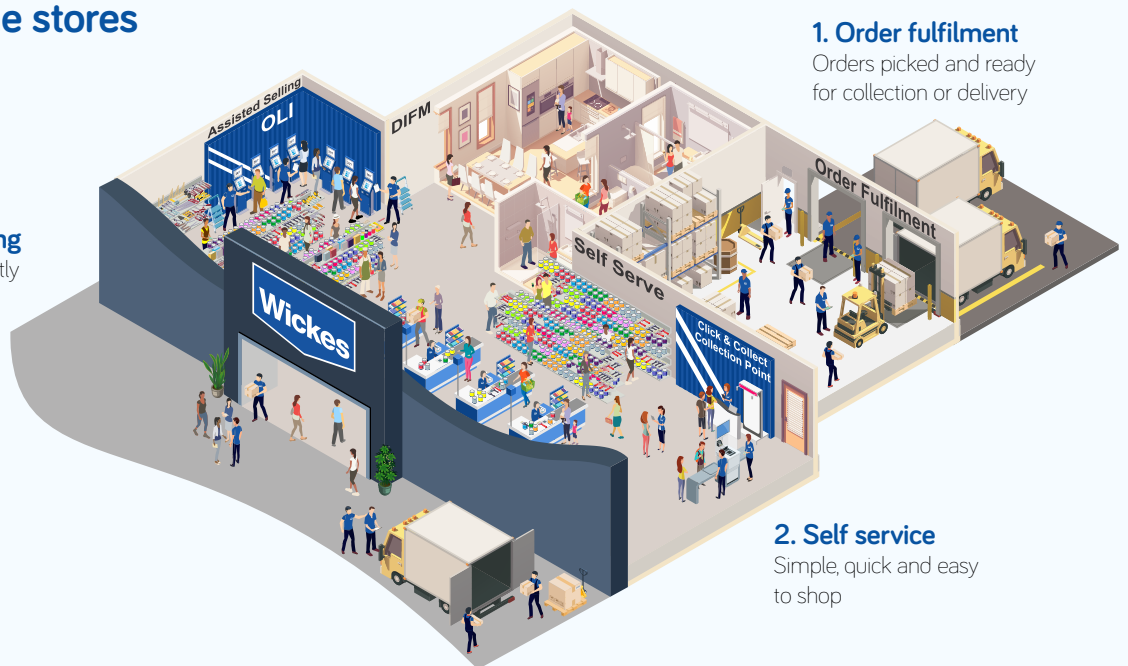 e stores
1. Order fulfilment
Orders picked and ready
for collection or delivery
Assisted Selling
OLI
DIFM
Order Fulfilment
ng
tly
Self Serve
Wickes
Click & Collect
Collection Point
2. Self service
Simple, quick and easy
to shop